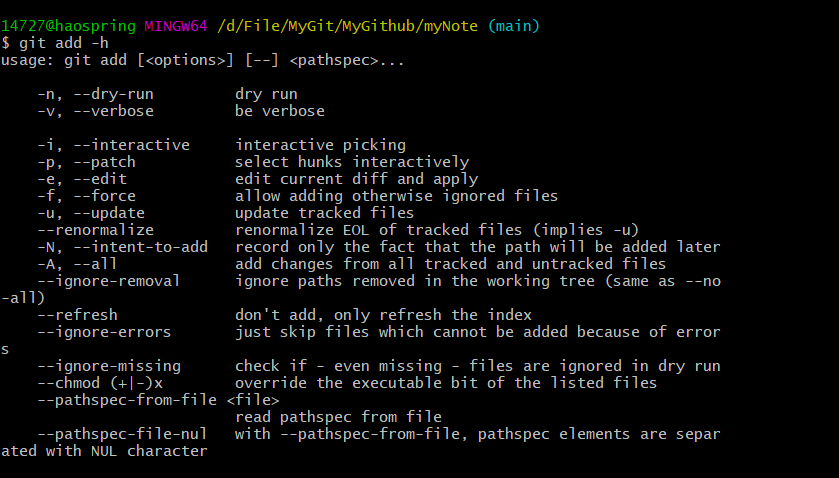 14727@haospring MINGW64 /d/File/MyGit/MyGithub/myNote (main)
$ git add -h
usage: git add [<options>] [--] <pathspec>...
-n, --dry-run dry run
-v, --verbose be verbose
-i, --interactive interactive picking
-p, --patch select hunks interactively
-e, --edit edit current diff and apply
-f, --force allow adding otherwise ignored files
-u, --update update tracked files
--renormalize renormalize EOL of tracked files (implies -u)
-N, --intent-to-add record only the fact that the path will be added later
-A, --all add changes from all tracked and untracked files
--ignore-removal ignore paths removed in the working tree (same as --no
-all)
--refresh don't add, only refresh the index
--ignore-errors just skip files which cannot be added because of error
s
--ignore-missing check if - even missing - files are ignored in dry run
--chmod (+|-)x override the executable bit of the listed files
--pathspec-from-file <file>
read pathspec from file
--pathspec-file-nul with --pathspec-from-file, pathspec elements are separ
ated with NUL character